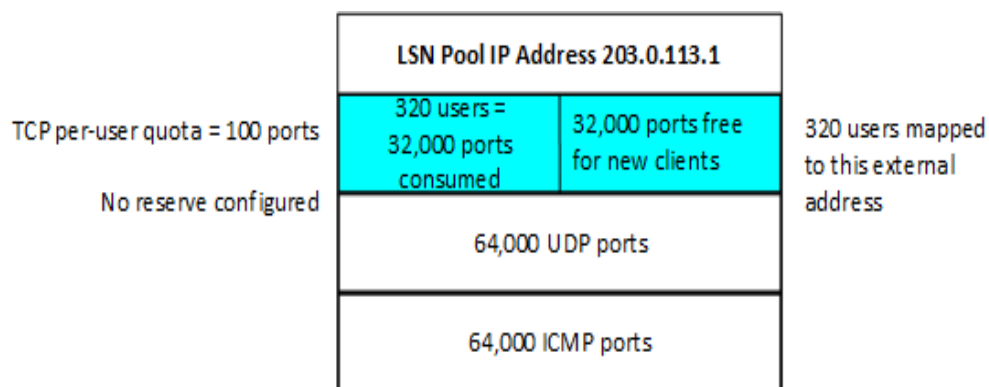 LSN Pool IP Address 203.0.113.1
TCP per-user quota = 100 ports
No reserve configured
320 users =
32,000 ports
consumed
32,000 ports free
for new clients
320 users mapped
to this external
address
64,000 UDP ports
64,000 ICMP ports